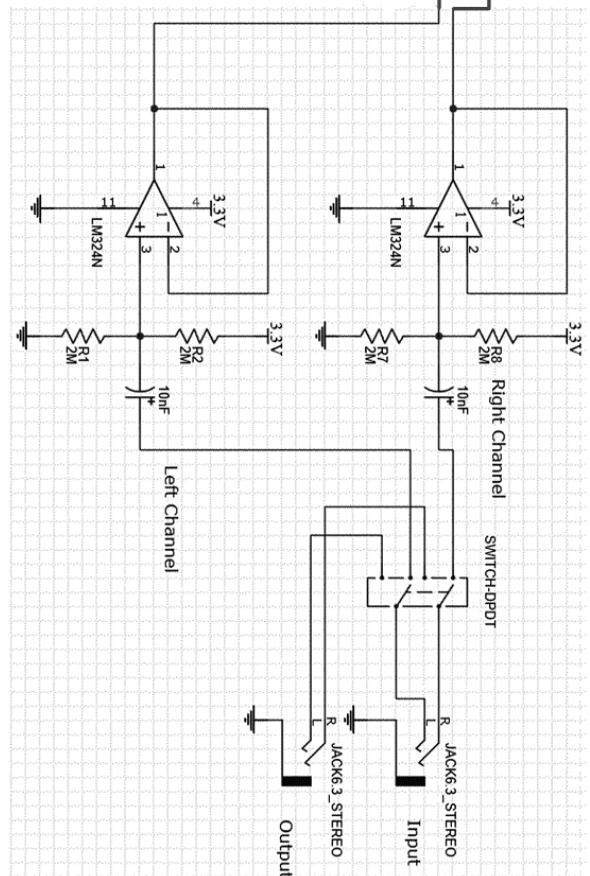 1
4
3.3V
11
1
LM324N
+
-
3
2
1
4
3.3V
11
1
LM324N
+
-
3
2
R1
2M
R2
2M
3.3V
R7
2M
R8
2M
3.3V
10nF
+
10nF
+
Right Channel
Left Channel
SWITCH-DPDT
L
R
JACK6.3_STEREO
Output
L
R
JACK6.3_STEREO
Input